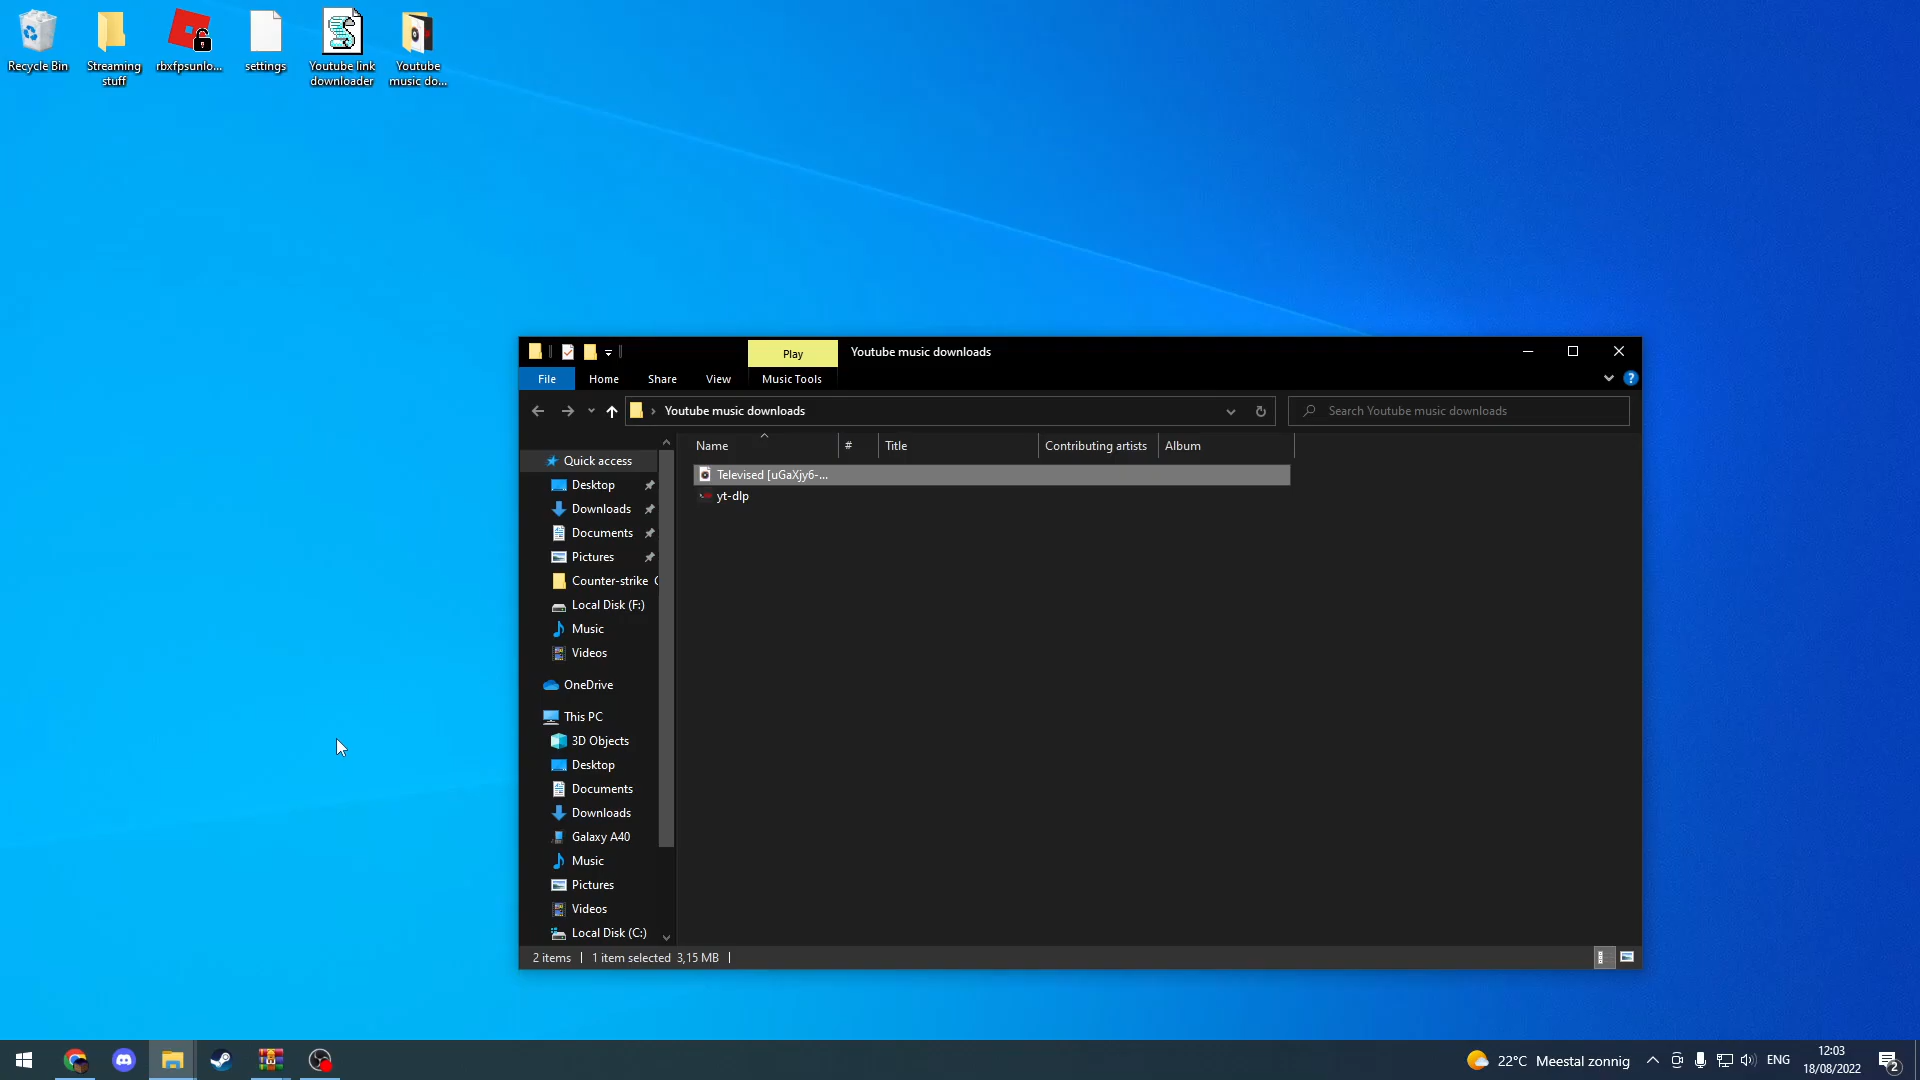 Recycle Bin
Streaming
stuff
rbxfpsunlo...
settings
Youtube link
downloader
Youtube
music do...
Play
Youtube music downloads
File
Home
Share
View
Music Tools
Youtube music downloads
Search Youtube music downloads
Name
#
Title
Contributing artists
Album
Quick access
Desktop
Downloads
Documents
Pictures
Counter-strike
Local Disk (F:)
Music
Videos
OneDrive
This PC
3D Objects
Desktop
Documents
Downloads
Galaxy A40
Music
Pictures
Videos
Local Disk (C:)
Televised [uGaXjy6-...
yt-dlp
2 items
1 item selected 3,15 MB
22°C Meestal zonnig
ENG
12:03
18/08/2022
2